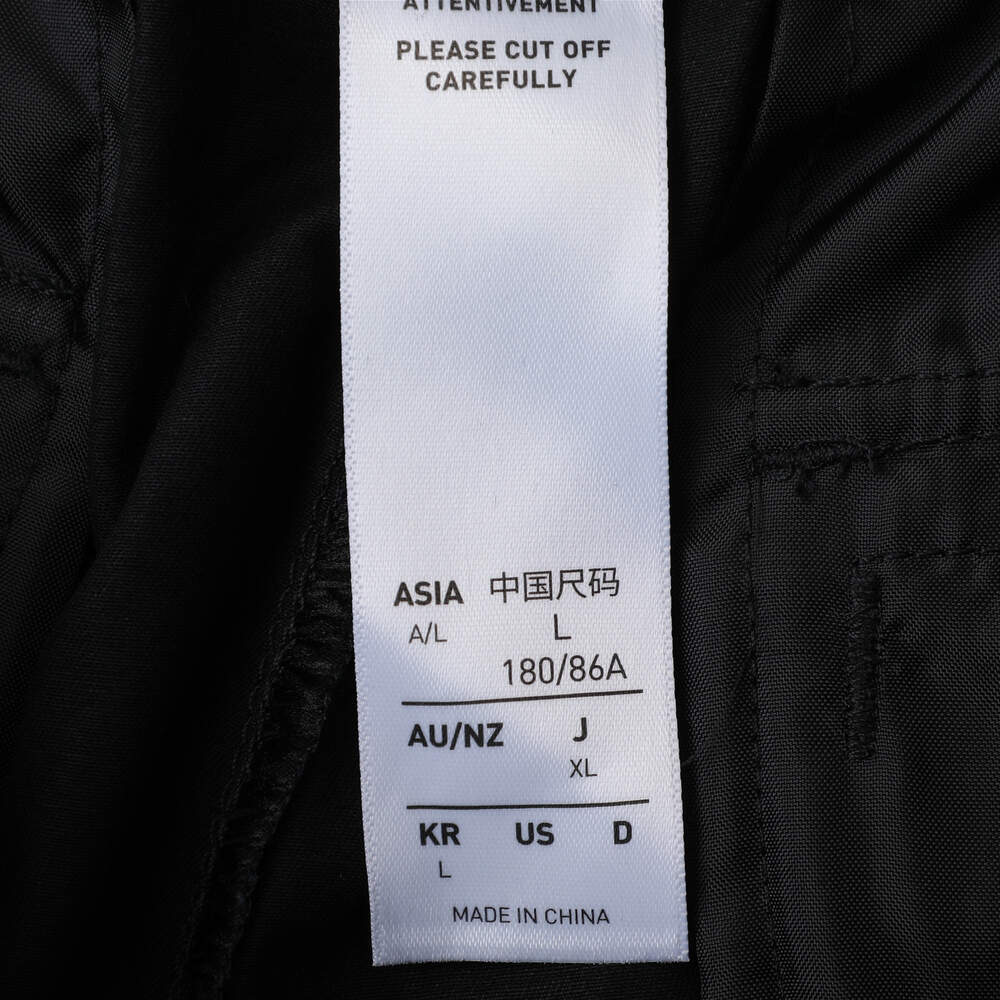 ATTENTIVEMENT
PLEASE CUT OFF
CAREFULLY
ASIA 中国尺码
A/L L
180/86A
AU/NZ J
XL
KR US D
L
MADE IN CHINA